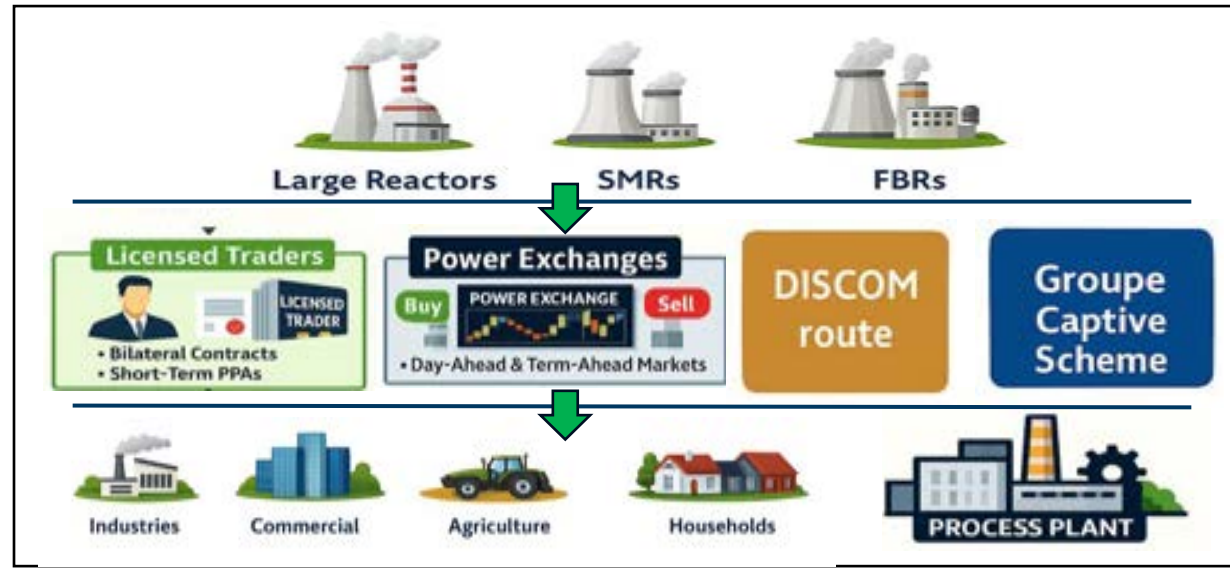 Large Reactors
SMRs
FBRs
Licensed Traders
LICENSED
TRADER
• Bilateral Contracts
• Short-Term PPAs
Power Exchanges
Buy
POWER EXCHANGE
Sell
• Day-Ahead & Term-Ahead Markets
DISCOM
route
Groupe
Captive
Scheme
Industries
Commercial
Agriculture
Households
PROCESS PLANT